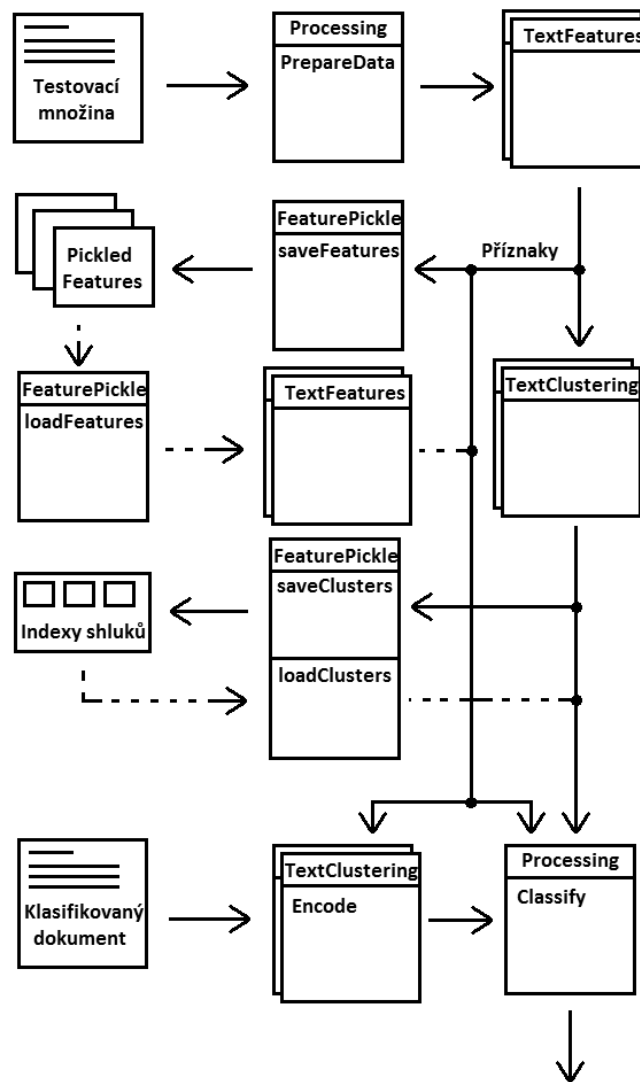 Testovací
množina
Processing
PrepareData
TextFeatures
Pickled
Features
FeaturePickle
saveFeatures
Příznaky
FeaturePickle
loadFeatures
TextFeatures
TextClustering
Indexy shluků
FeaturePickle
saveClusters
loadClusters
Klasifikovaný
dokument
TextClustering
Encode
Processing
Classify